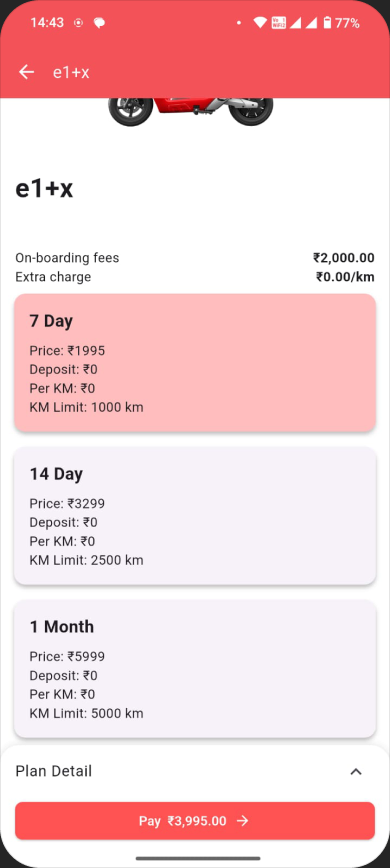 14:43 77%
e1+x
e1+x
On-boarding fees ₹2,000.00
Extra charge ₹0.00/km
7 Day
Price: ₹1995
Deposit: ₹0
Per KM: ₹0
KM Limit: 1000 km
14 Day
Price: ₹3299
Deposit: ₹0
Per KM: ₹0
KM Limit: 2500 km
1 Month
Price: ₹5999
Deposit: ₹0
Per KM: ₹0
KM Limit: 5000 km
Plan Detail
Pay ₹3,995.00